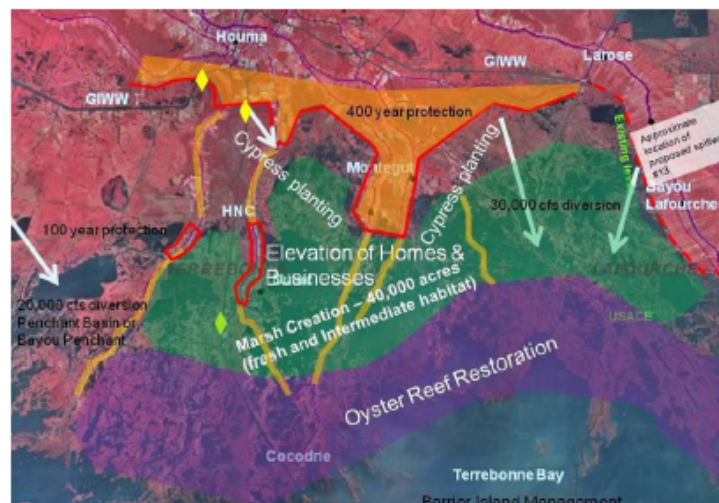 Houma
Larose
GIWW
GIWW
400 year protection
Approximate
location of
proposed spillway
#13
Existing levee
Cypress planting
Montegut
Cypress planting
Bayou
Lafourche
HNC
30,000 cfs diversion
100 year protection
Elevation of Homes &
Businesses
TERREBONNE
LAFOURCHE
20,000 cfs diversion
Penchant Basin or
Bayou Penchant
Marsh Creation – 40,000 acres
(fresh and Intermediate habitat)
USACE
Oyster Reef Restoration
Cocodrie
Terrebonne Bay
Barrier Island Management